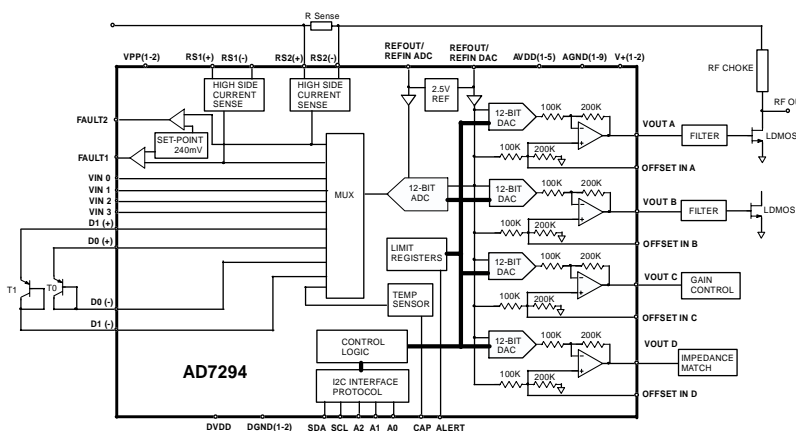 R Sense
VPP(1-2)
RS1(+)
RS1(-)
RS2(+)
RS2(-)
REFOUT/
REFIN ADC
REFOUT/
REFIN DAC
AVDD(1-5)
AGND(1-9)
V+(1-2)
RF CHOKE
RF OU
HIGH SIDE
CURRENT
SENSE
HIGH SIDE
CURRENT
SENSE
2.5V
REF
FAULT2
SET-POINT
240mV
FAULT1
VIN 0
VIN 1
VIN 2
VIN 3
D1 (+)
D0 (+)
T1
T0
D0 (-)
D1 (-)
MUX
12-BIT
ADC
LIMIT
REGISTERS
TEMP
SENSOR
CONTROL
LOGIC
I2C INTERFACE
PROTOCOL
AD7294
12-BIT
DAC
100K
200K
100K
200K
VOUT A
FILTER
LDMOS
OFFSET IN A
12-BIT
DAC
100K
200K
100K
200K
VOUT B
FILTER
LDMOS
OFFSET IN B
12-BIT
DAC
100K
200K
100K
200K
VOUT C
GAIN
CONTROL
OFFSET IN C
12-BIT
DAC
100K
200K
100K
200K
VOUT D
IMPEDANCE
MATCH
OFFSET IN D
DVDD
DGND(1-2)
SDA
SCL
A2
A1
A0
CAP
ALERT